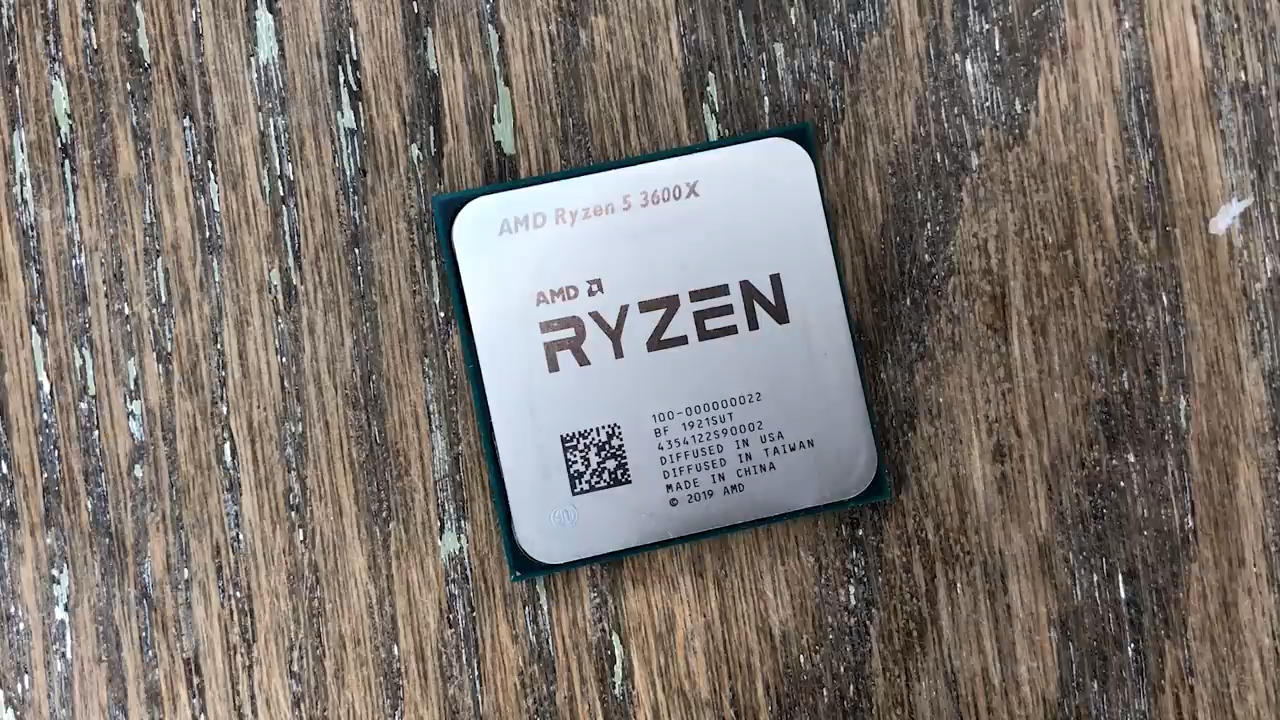 AMD Ryzen 5 3600X
AMD
RYZEN
100-000000022
BF 1921SUT
4354122S90002
DIFFUSED IN USA
DIFFUSED IN TAIWAN
MADE IN CHINA
© 2019 AMD